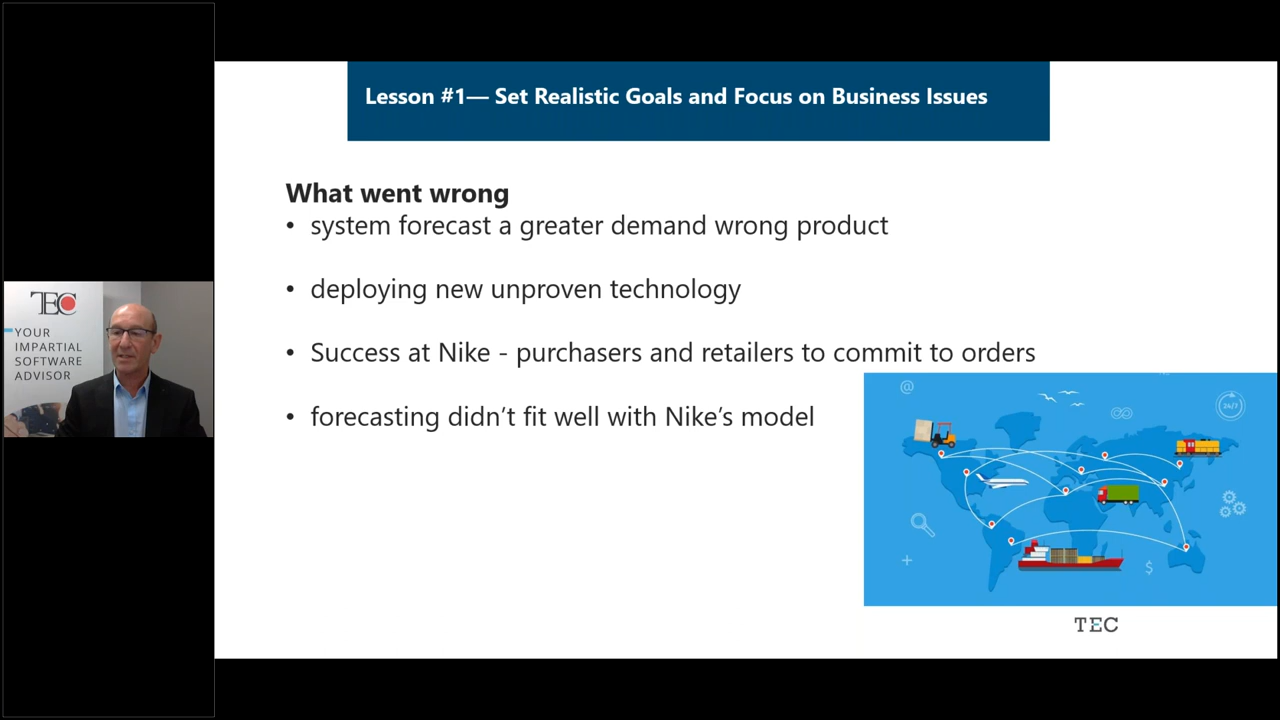 Lesson #1— Set Realistic Goals and Focus on Business Issues
What went wrong
• system forecast a greater demand wrong product
• deploying new unproven technology
• Success at Nike - purchasers and retailers to commit to orders
• forecasting didn’t fit well with Nike’s model
@
24/7
$
TEC
TEC
YOUR
IMPARTIAL
SOFTWARE
ADVISOR